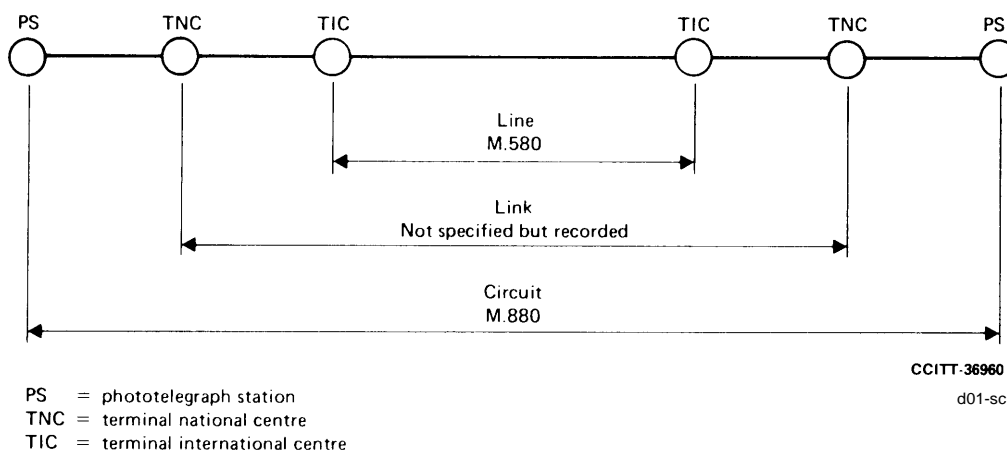 PS TNC TIC TIC TNC PS
Line
M.580
Link
Not specified but recorded
Circuit
M.880
CCITT-36960
d01-sc
PS = phototelegraph station
TNC = terminal national centre
TIC = terminal international centre